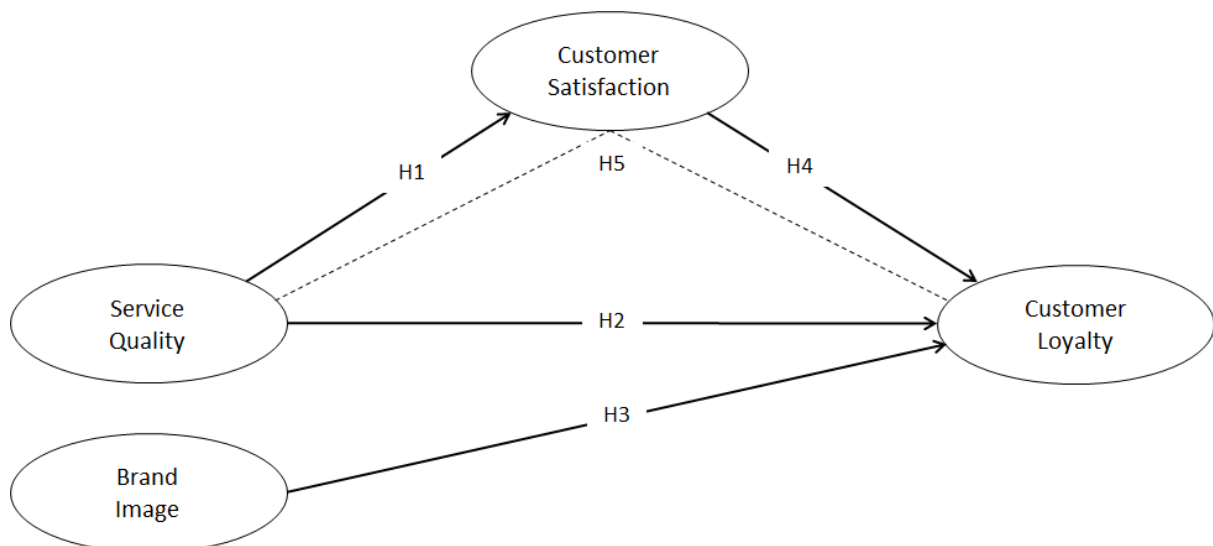 Customer
Satisfaction
H1
H5
H4
Service
Quality
H2
Customer
Loyalty
H3
Brand
Image